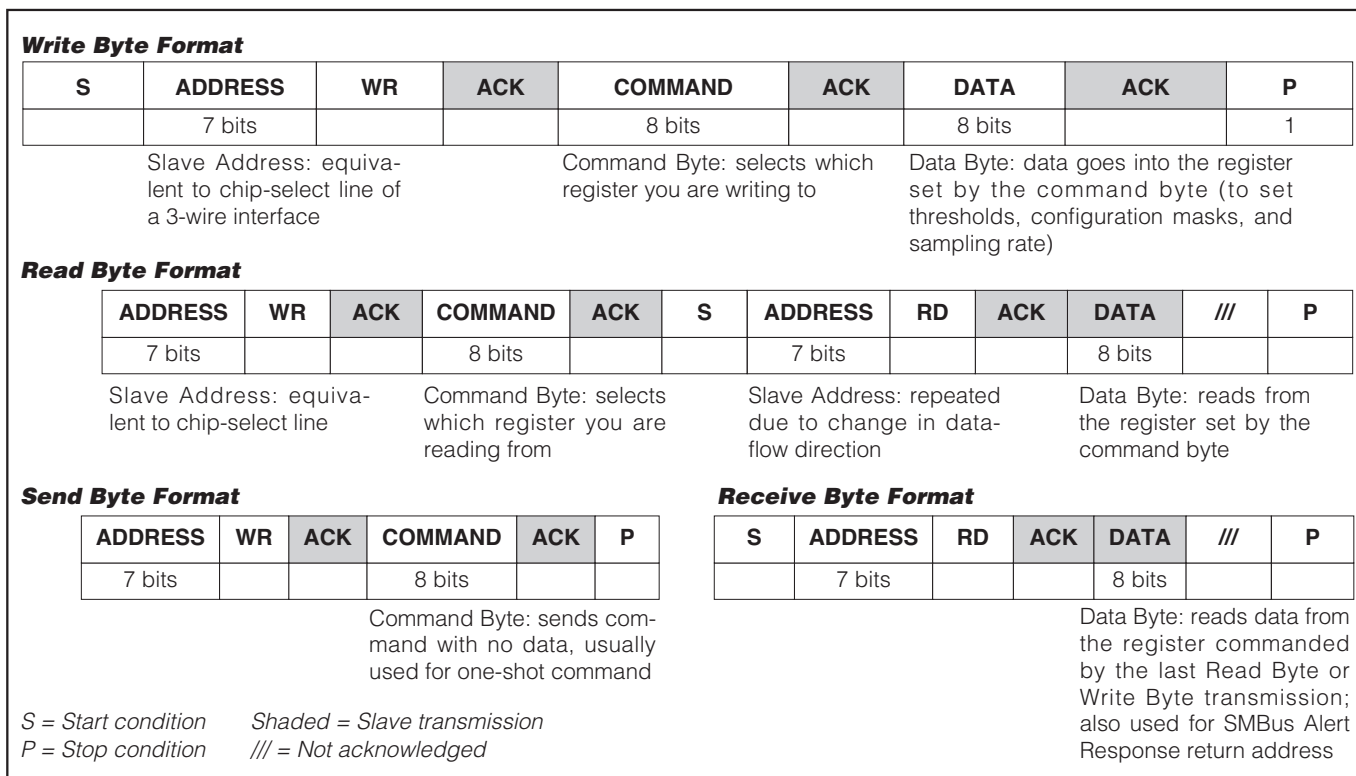 Write Byte Format
S ADDRESS WR ACK COMMAND ACK DATA ACK P
7 bits 8 bits 8 bits 1
Slave Address: equiva-
lent to chip-select line of
a 3-wire interface
Command Byte: selects which
register you are writing to
Data Byte: data goes into the register
set by the command byte (to set
thresholds, configuration masks, and
sampling rate)
Read Byte Format
ADDRESS WR ACK COMMAND ACK S ADDRESS RD ACK DATA /// P
7 bits 8 bits 7 bits 8 bits
Slave Address: equiva-
lent to chip-select line
Command Byte: selects
which register you are
reading from
Slave Address: repeated
due to change in data-
flow direction
Data Byte: reads from
the register set by the
command byte
Send Byte Format
ADDRESS WR ACK COMMAND ACK P
7 bits 8 bits
Command Byte: sends com-
mand with no data, usually
used for one-shot command
Receive Byte Format
S ADDRESS RD ACK DATA /// P
7 bits 8 bits
Data Byte: reads data from
the register commanded
by the last Read Byte or
Write Byte transmission;
also used for SMBus Alert
Response return address
S = Start condition Shaded = Slave transmission
P = Stop condition /// = Not acknowledged